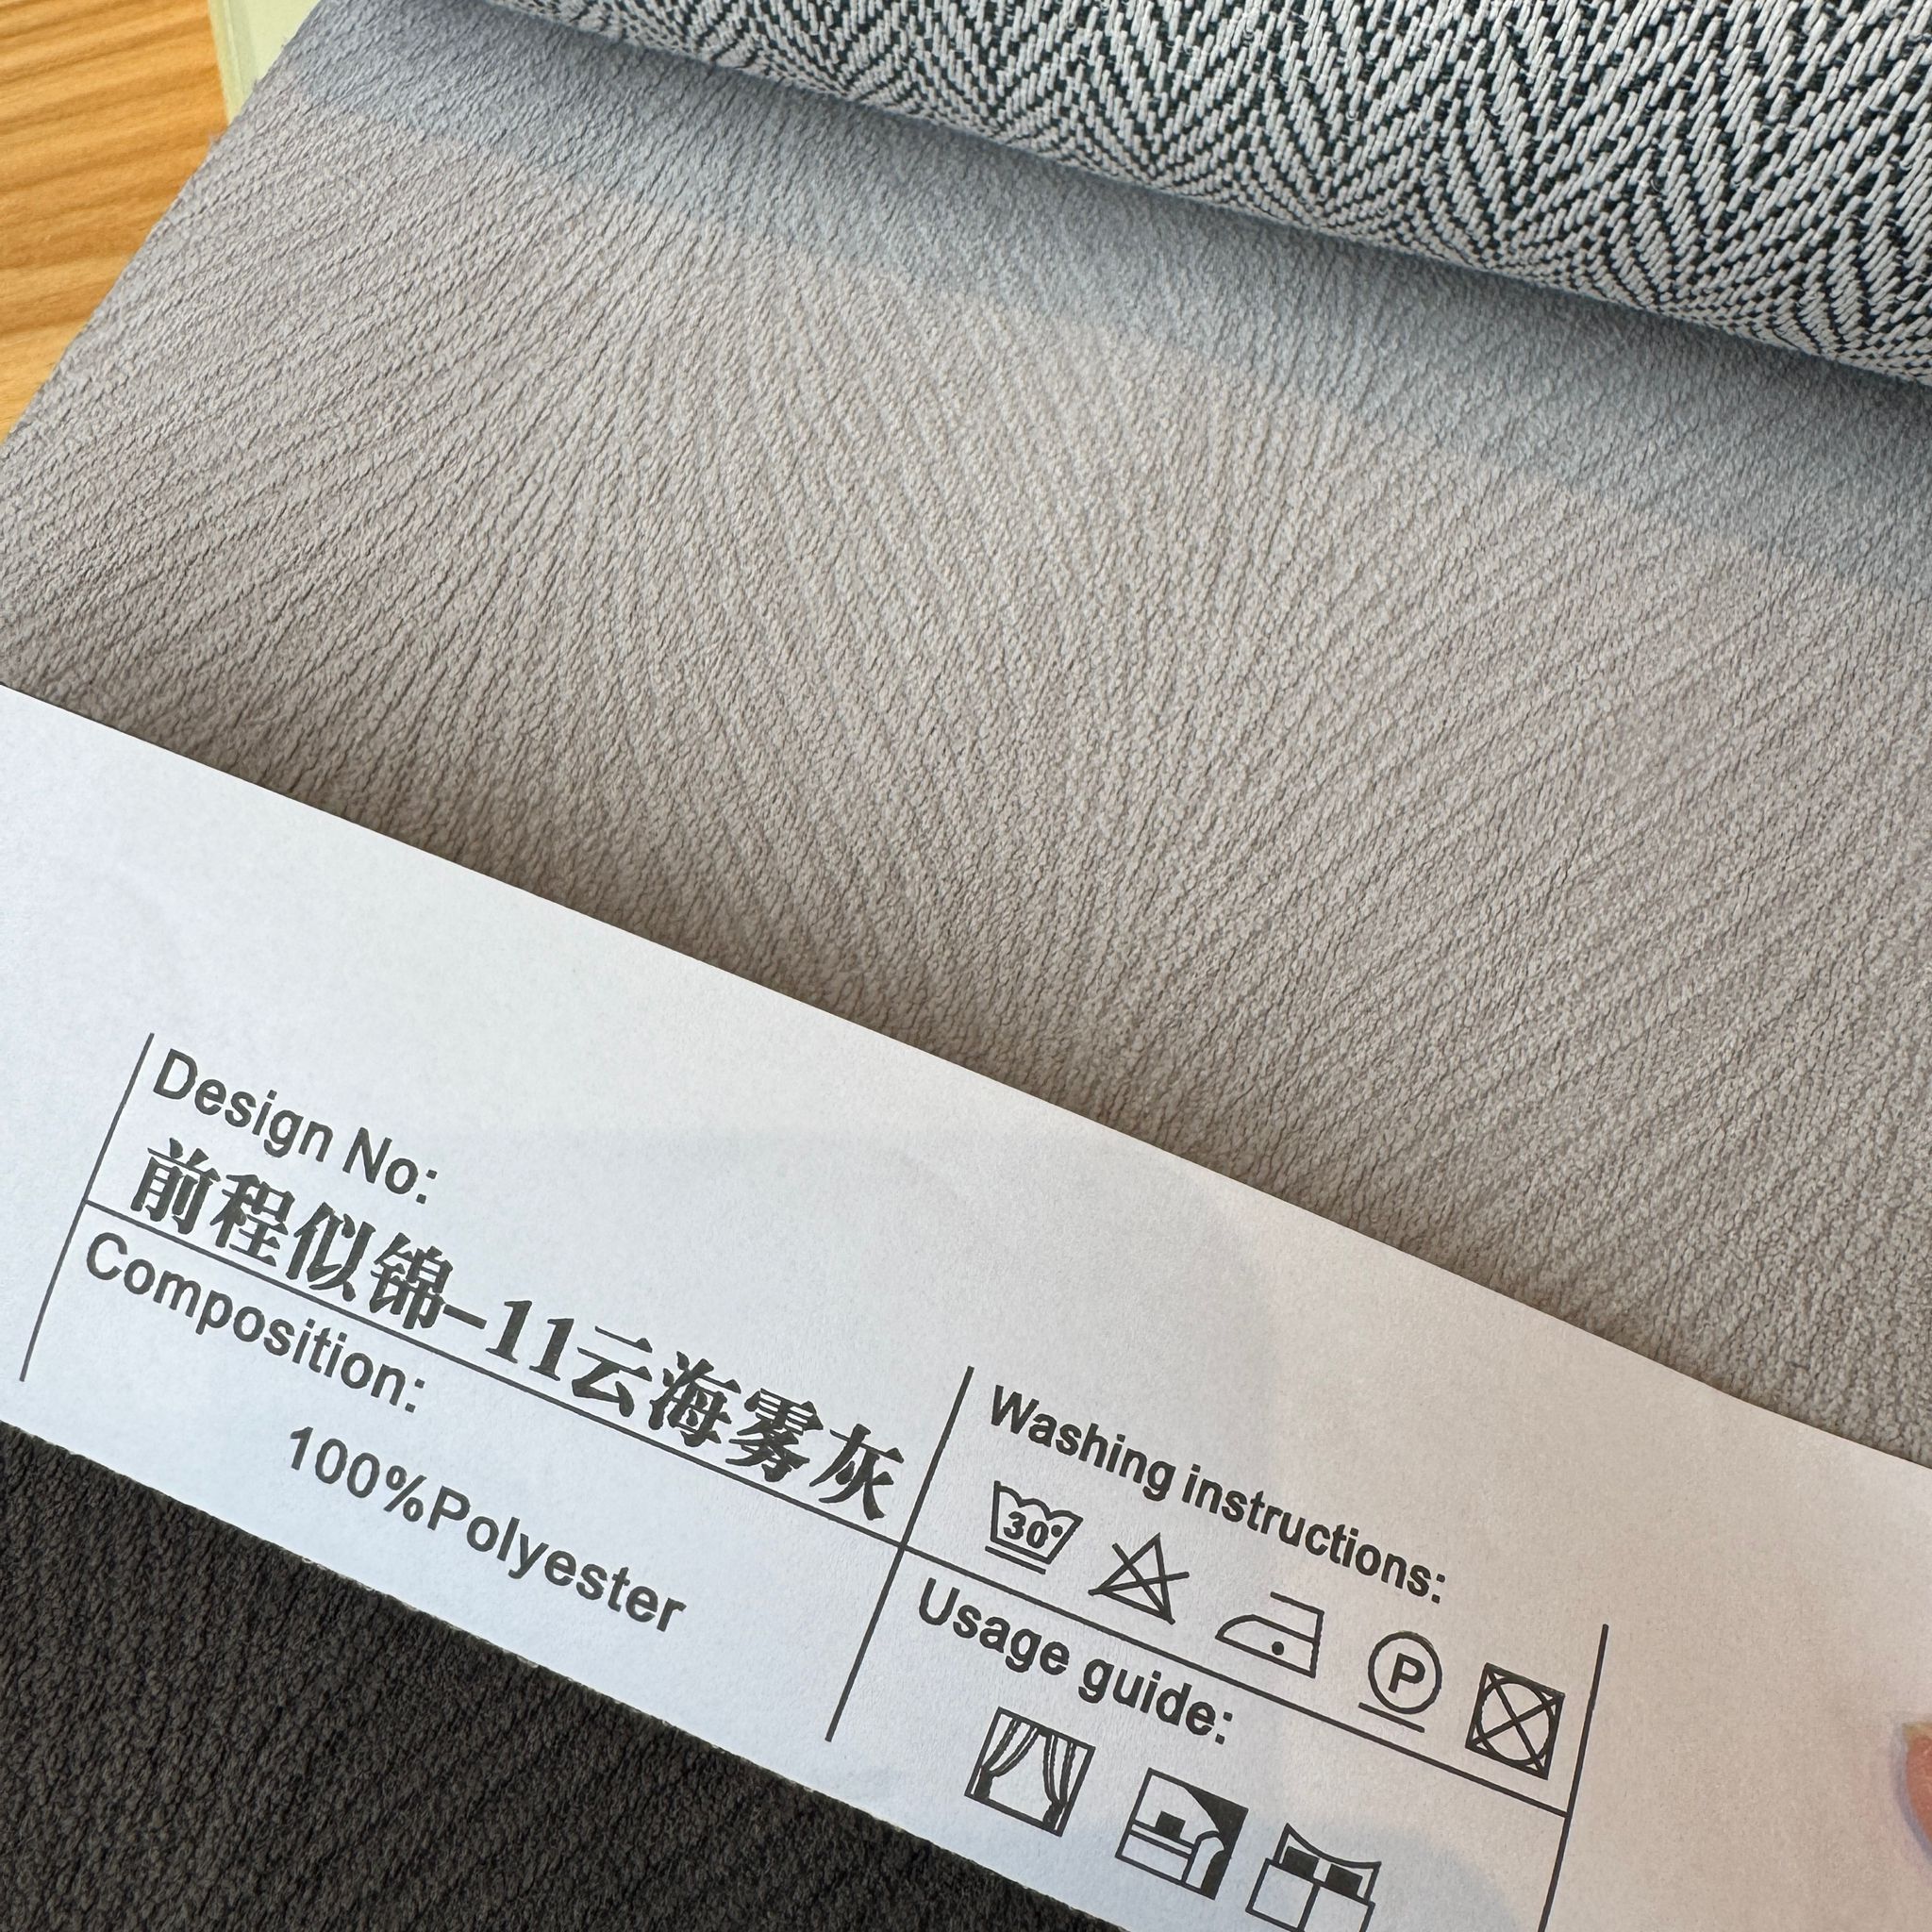 Design No:
前程似锦-11云海雾灰
Composition:
100%Polyester
Washing instructions:
30°
P
Usage guide: